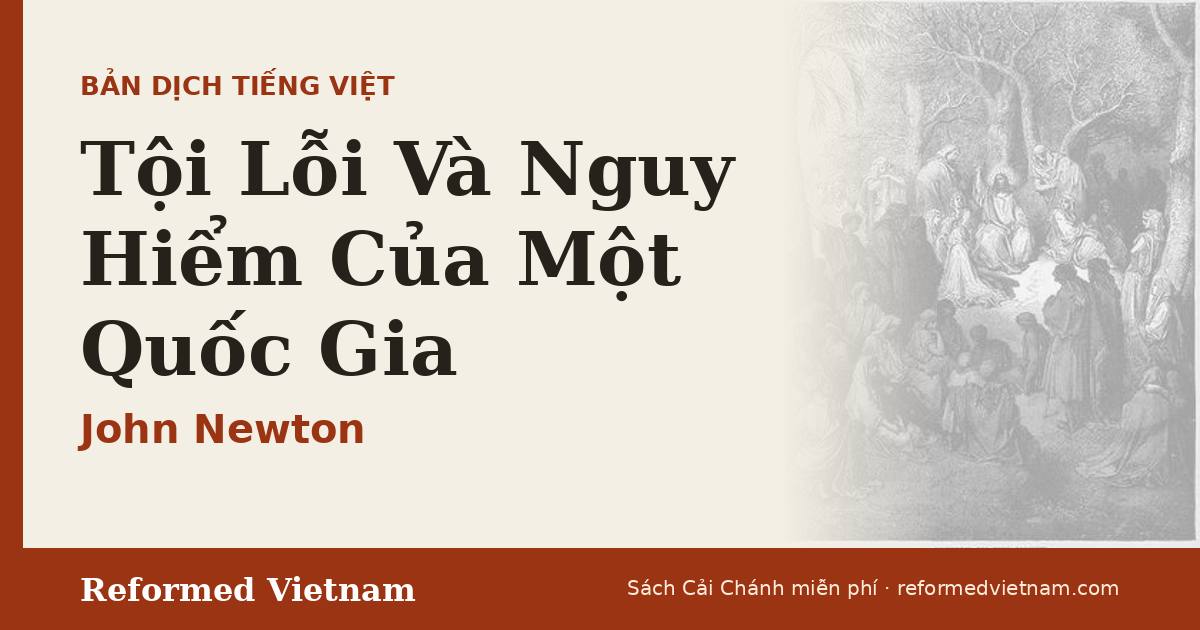 BẢN DỊCH TIẾNG VIỆT
Tội Lỗi Và Nguy
Hiểm Của Một
Quốc Gia
John Newton
Reformed Vietnam
Sách Cải Chánh miễn phí · reformedvietnam.com